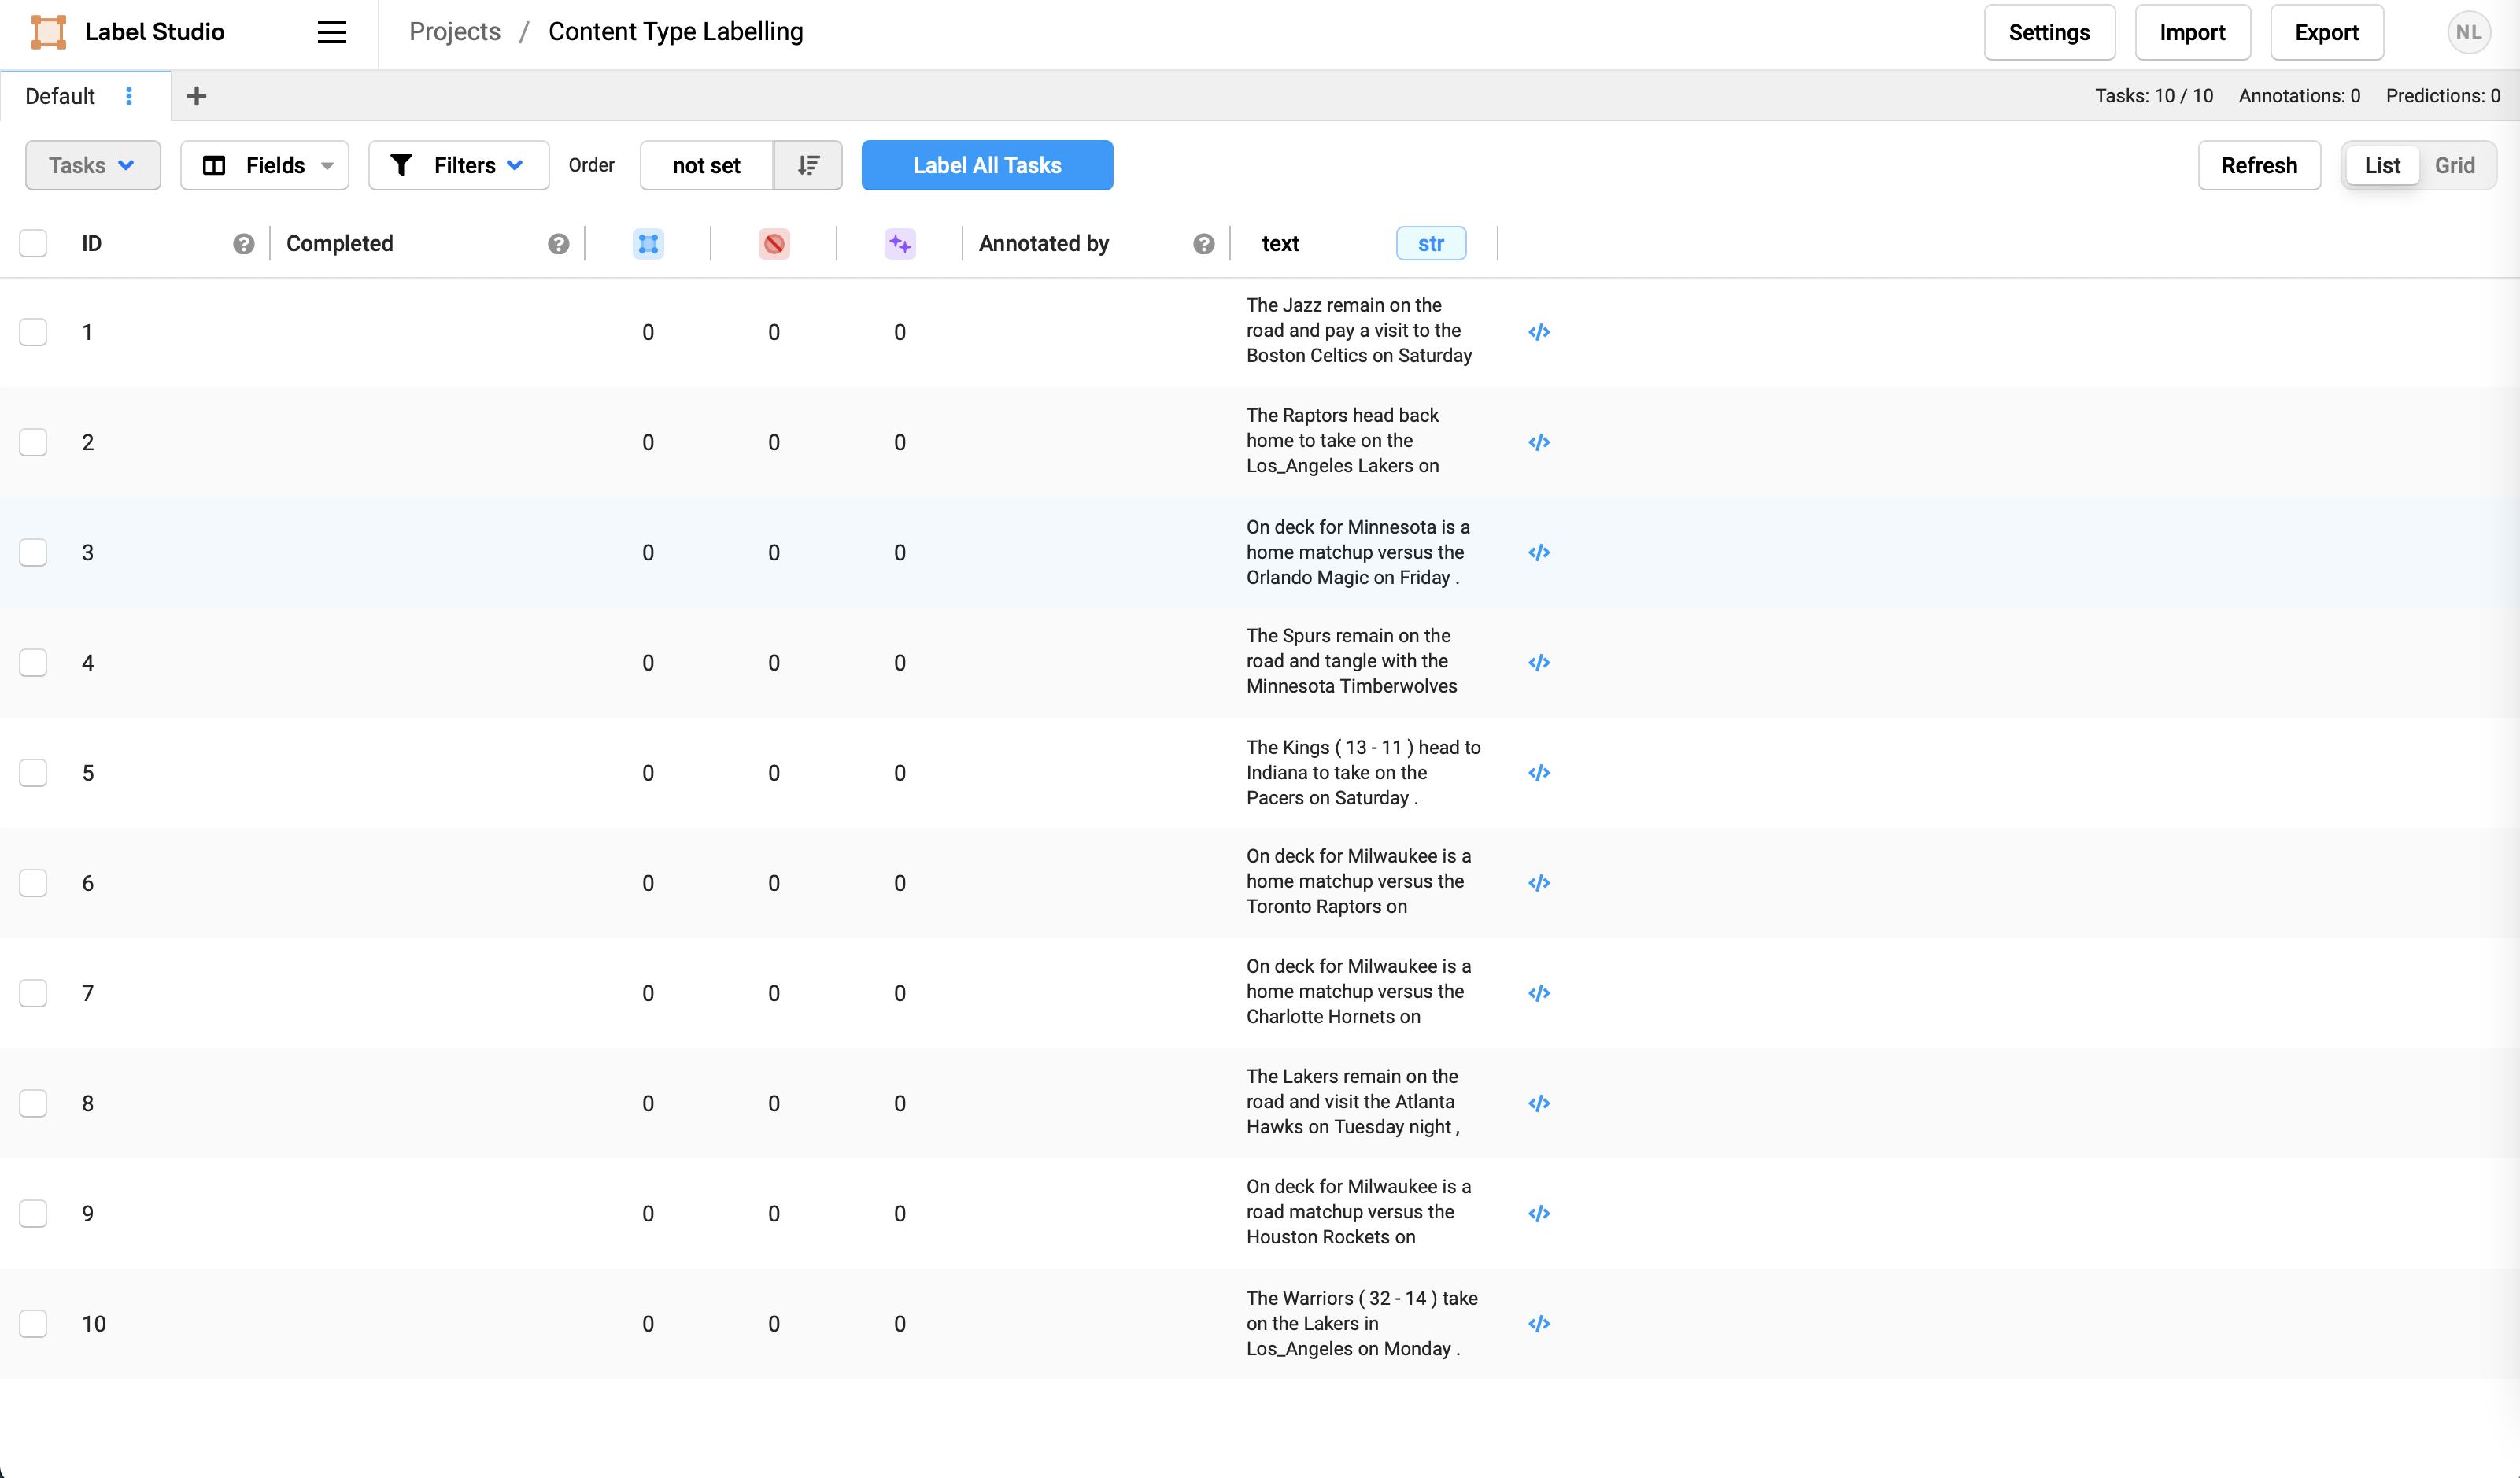 Label Studio
Projects / Content Type Labelling
Settings
Import
Export
NL
Default
Tasks: 10 / 10
Annotations: 0
Predictions: 0
Tasks
Fields
Filters
Order
not set
Label All Tasks
Refresh
List
Grid
ID
Completed
Annotated by
text
str
1 0 0 0
The Jazz remain on the
road and pay a visit to the
Boston Celtics on Saturday
2 0 0 0
The Raptors head back
home to take on the
Los_Angeles Lakers on
3 0 0 0
On deck for Minnesota is a
home matchup versus the
Orlando Magic on Friday .
4 0 0 0
The Spurs remain on the
road and tangle with the
Minnesota Timberwolves
5 0 0 0
The Kings ( 13 - 11 ) head to
Indiana to take on the
Pacers on Saturday .
6 0 0 0
On deck for Milwaukee is a
home matchup versus the
Toronto Raptors on
7 0 0 0
On deck for Milwaukee is a
home matchup versus the
Charlotte Hornets on
8 0 0 0
The Lakers remain on the
road and visit the Atlanta
Hawks on Tuesday night ,
9 0 0 0
On deck for Milwaukee is a
road matchup versus the
Houston Rockets on
10 0 0 0
The Warriors ( 32 - 14 ) take
on the Lakers in
Los_Angeles on Monday .